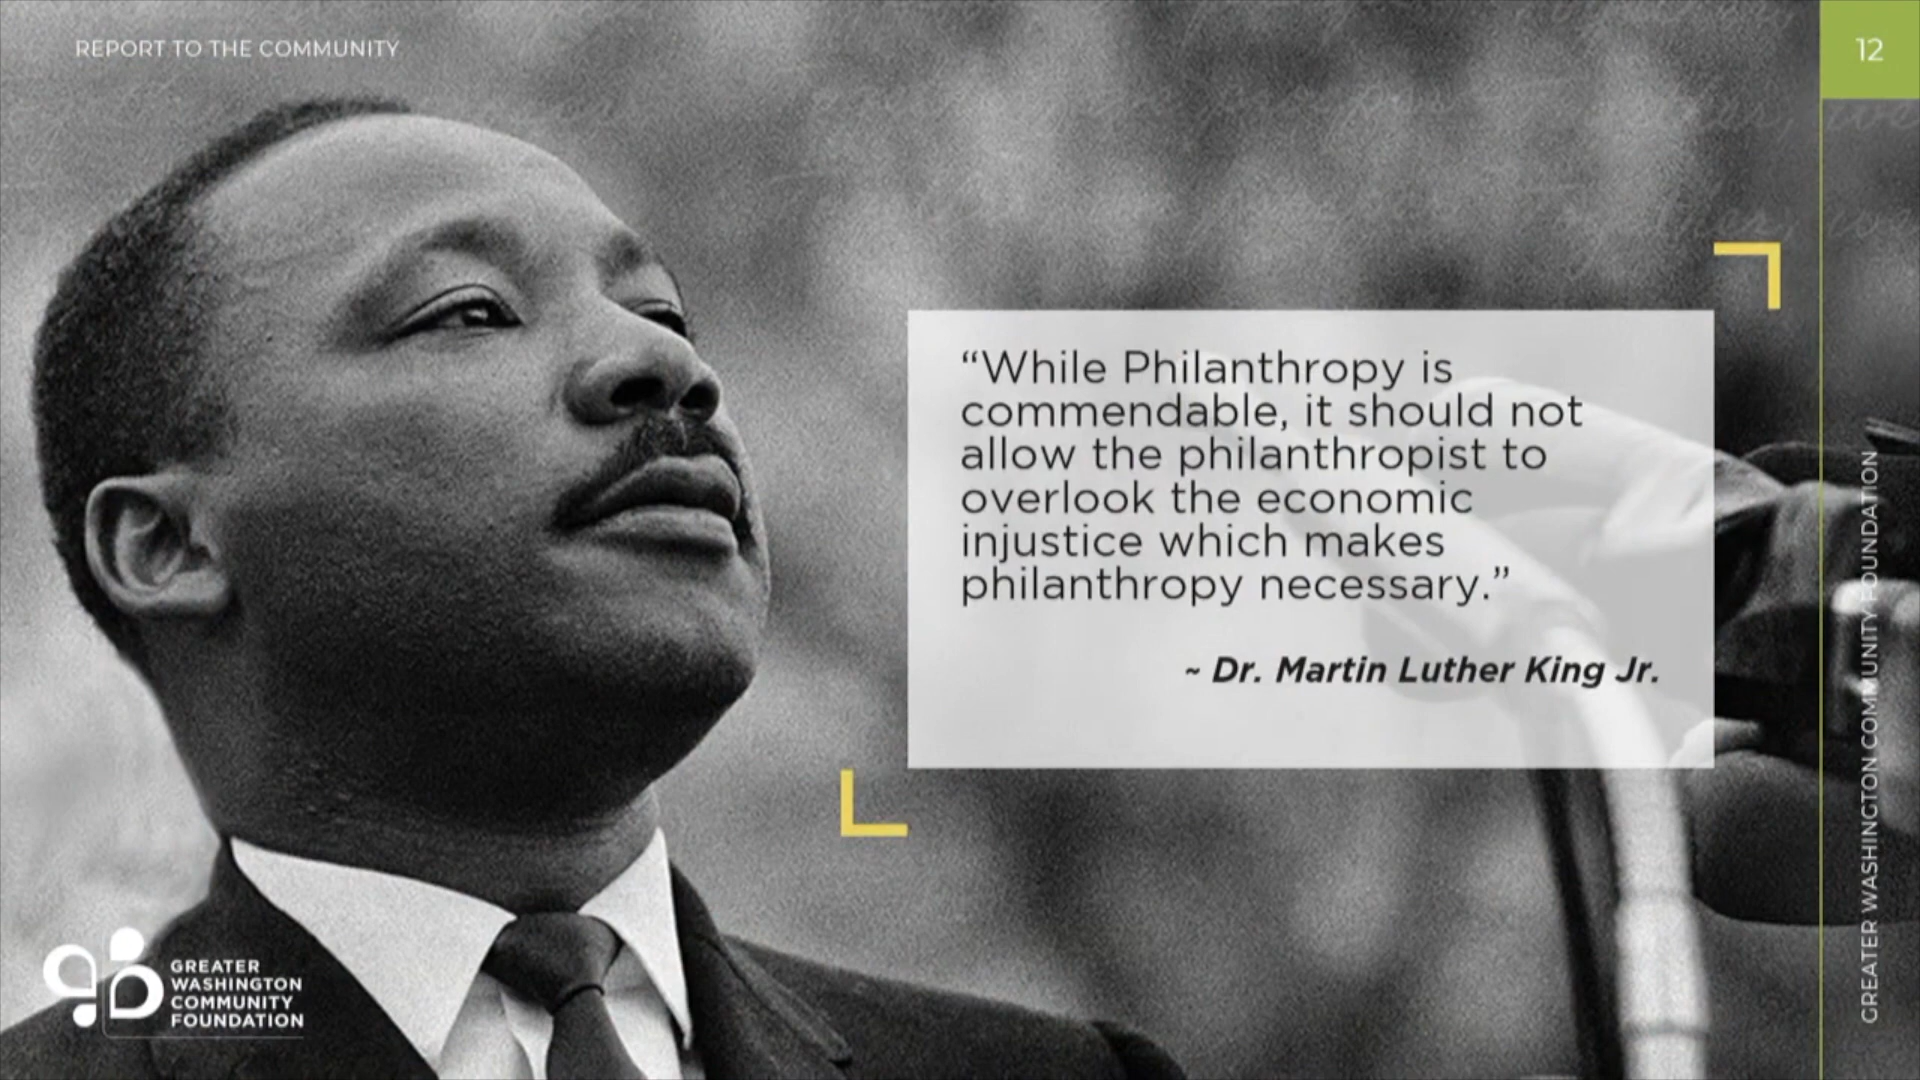 REPORT TO THE COMMUNITY
12
“While Philanthropy is
commendable, it should not
allow the philanthropist to
overlook the economic
injustice which makes
philanthropy necessary.”
~ Dr. Martin Luther King Jr.
GREATER WASHINGTON COMMUNITY FOUNDATION
GREATER
WASHINGTON
COMMUNITY
FOUNDATION